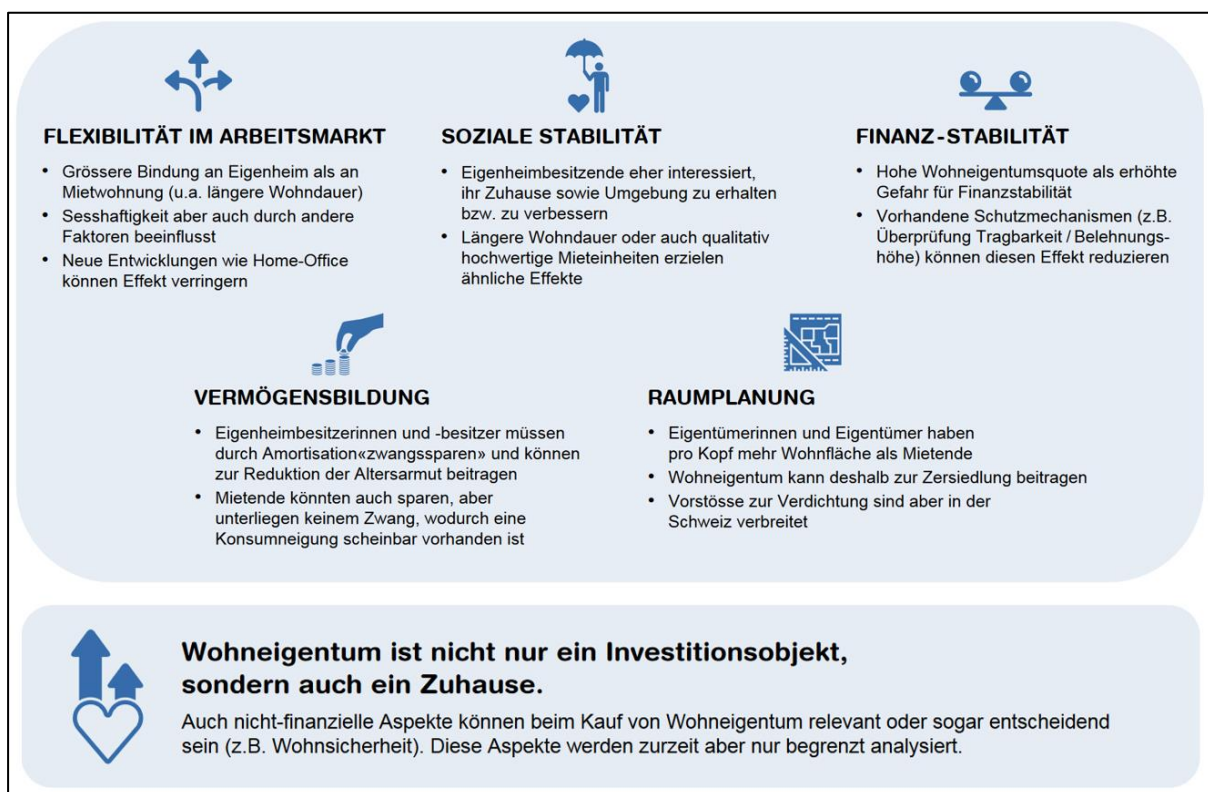 FLEXIBILITÄT IM ARBEITSMARKT
• Grössere Bindung an Eigenheim als an
Mietwohnung (u.a. längere Wohndauer)
• Sesshaftigkeit aber auch durch andere
Faktoren beeinflusst
• Neue Entwicklungen wie Home-Office
können Effekt verringern
SOZIALE STABILITÄT
• Eigenheimbesitzende eher interessiert,
ihr Zuhause sowie Umgebung zu erhalten
bzw. zu verbessern
• Längere Wohndauer oder auch qualitativ
hochwertige Mieteinheiten erzielen
ähnliche Effekte
FINANZ-STABILITÄT
• Hohe Wohneigentumsquote als erhöhte
Gefahr für Finanzstabilität
• Vorhandene Schutzmechanismen (z.B.
Überprüfung Tragbarkeit / Belehnungs-
höhe) können diesen Effekt reduzieren
VERMÖGENSBILDUNG
• Eigenheimbesitzerinnen und -besitzer müssen
durch Amortisation«zwangssparen» und können
zur Reduktion der Altersarmut beitragen
• Mietende könnten auch sparen, aber
unterliegen keinem Zwang, wodurch eine
Konsumneigung scheinbar vorhanden ist
RAUMPLANUNG
• Eigentümerinnen und Eigentümer haben
pro Kopf mehr Wohnfläche als Mietende
• Wohneigentum kann deshalb zur Zersiedlung beitragen
• Vorstösse zur Verdichtung sind aber in der
Schweiz verbreitet
Wohneigentum ist nicht nur ein Investitionsobjekt,
sondern auch ein Zuhause.
Auch nicht-finanzielle Aspekte können beim Kauf von Wohneigentum relevant oder sogar entscheidend
sein (z.B. Wohnsicherheit). Diese Aspekte werden zurzeit aber nur begrenzt analysiert.